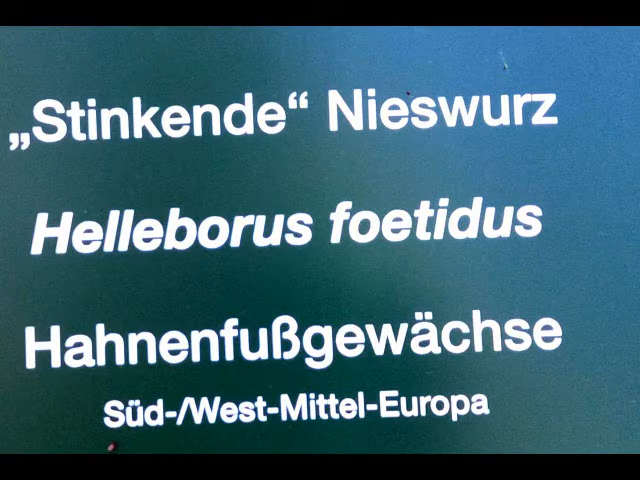 „Stinkende“ Nieswurz
Helleborus foetidus
Hahnenfußgewächse
Süd-/West-Mittel-Europa